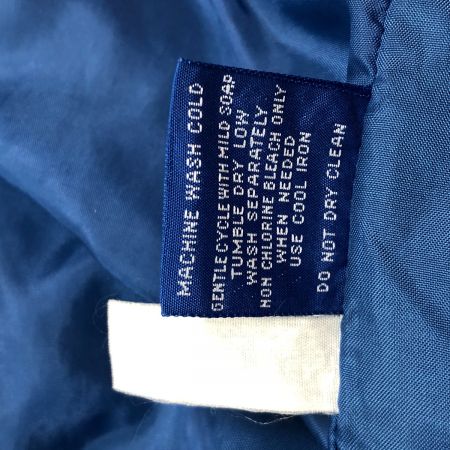 MACHINE WASH COLD
GENTLE CYCLE WITH MILD SOAP
TUMBLE DRY LOW
WASH SEPARATELY
NON CHLORINE BLEACH ONLY
WHEN NEEDED
USE COOL IRON
DO NOT DRY CLEAN